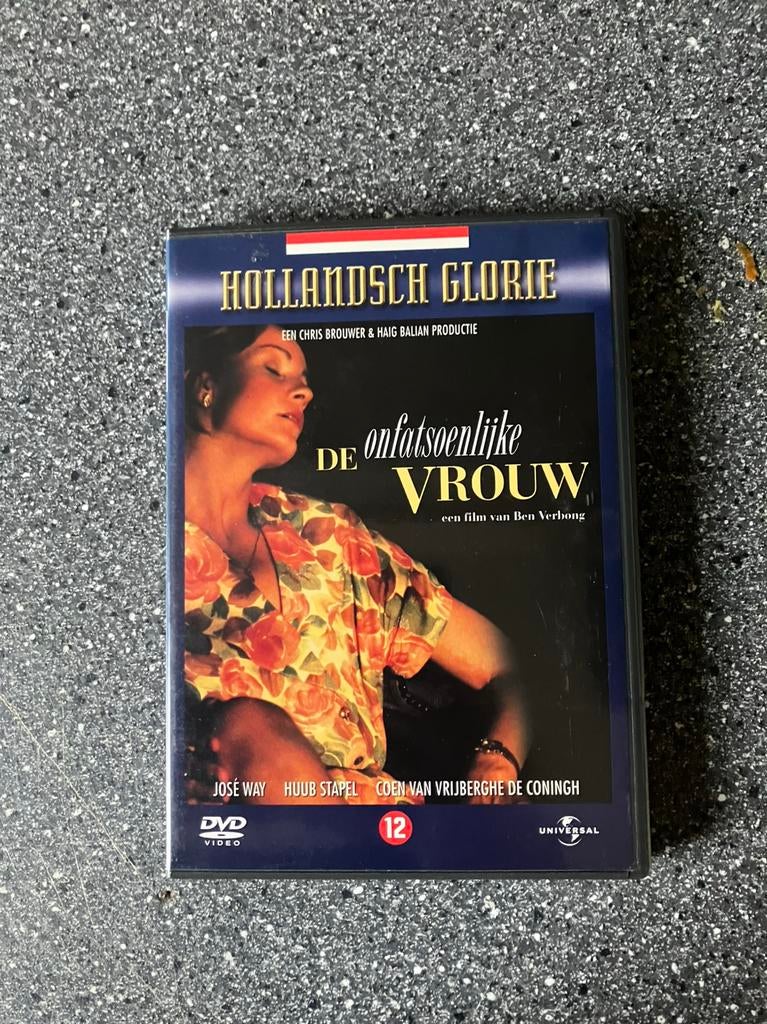 HOLLANDSCH GLORIE
EEN CHRIS BROUWER & HAIG BALIAN PRODUCTIE
DE onfatsoenlijke
VROUW
een film van Ben Verbong
JOSÉ WAY HUUB STAPEL COEN VAN VRIJBERGHE DE CONINGH
DVD
VIDEO
12
UNIVERSAL